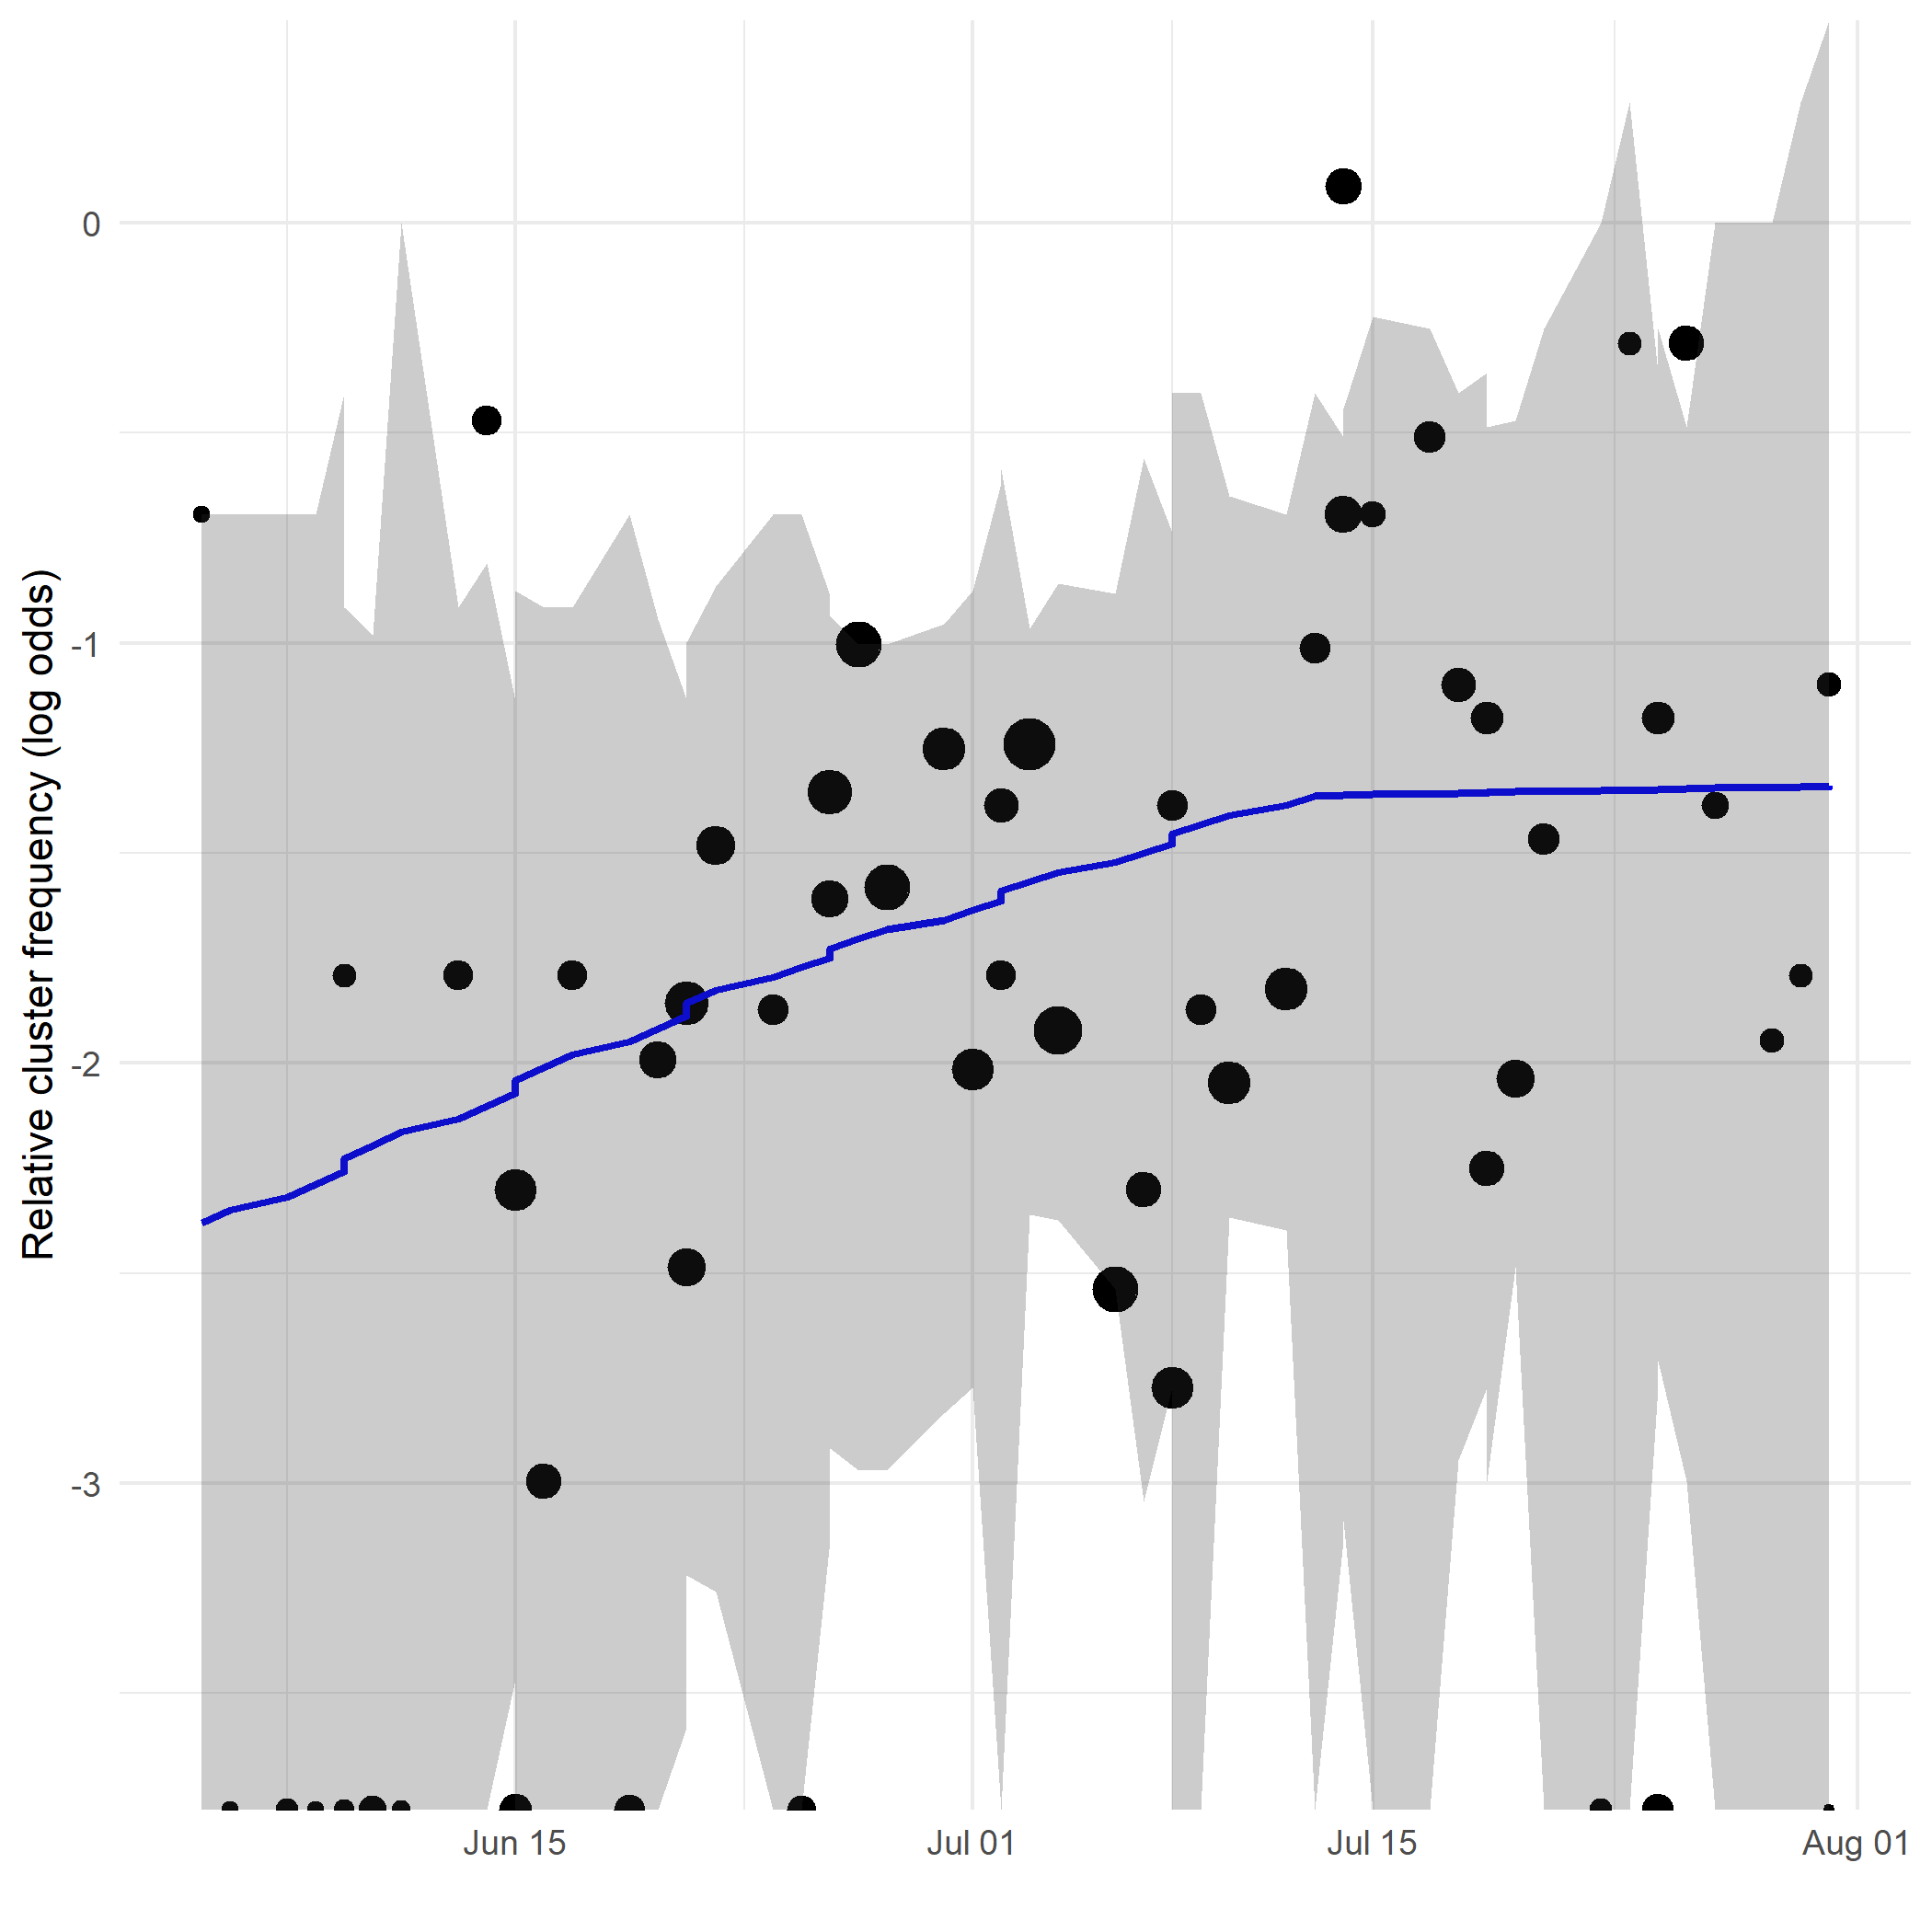 Relative cluster frequency (log odds)
0
-1
-2
-3
Jun 15
Jul 01
Jul 15
Aug 01